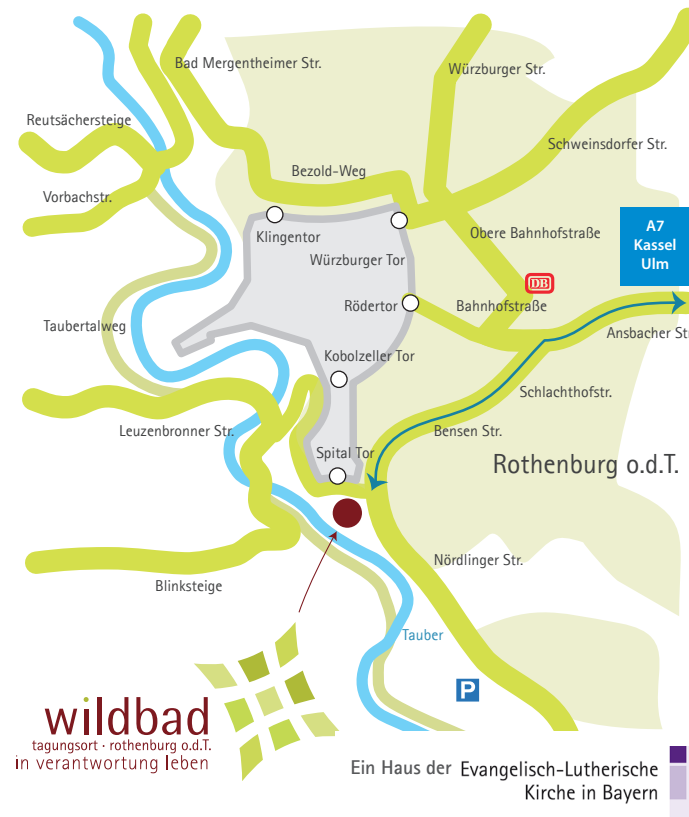 Bad Mergentheimer Str.
Würzburger Str.
Reutsächersteige
Schweinsdorfer Str.
Bezold-Weg
Vorbachstr.
A7
Kassel
Ulm
Klingentor
Obere Bahnhofstraße
Würzburger Tor
DB
Rödertor
Bahnhofstraße
Taubertalweg
Ansbacher Str
Kobolzeller Tor
Schlachthofstr.
Leuzenbronner Str.
Bensen Str.
Spital Tor
Rothenburg o.d.T.
Nördlinger Str.
Blinksteige
Tauber
P
wildbad
tagungsort · rothenburg o.d.T.
in verantwortung leben
Ein Haus der Evangelisch-Lutherische
Kirche in Bayern